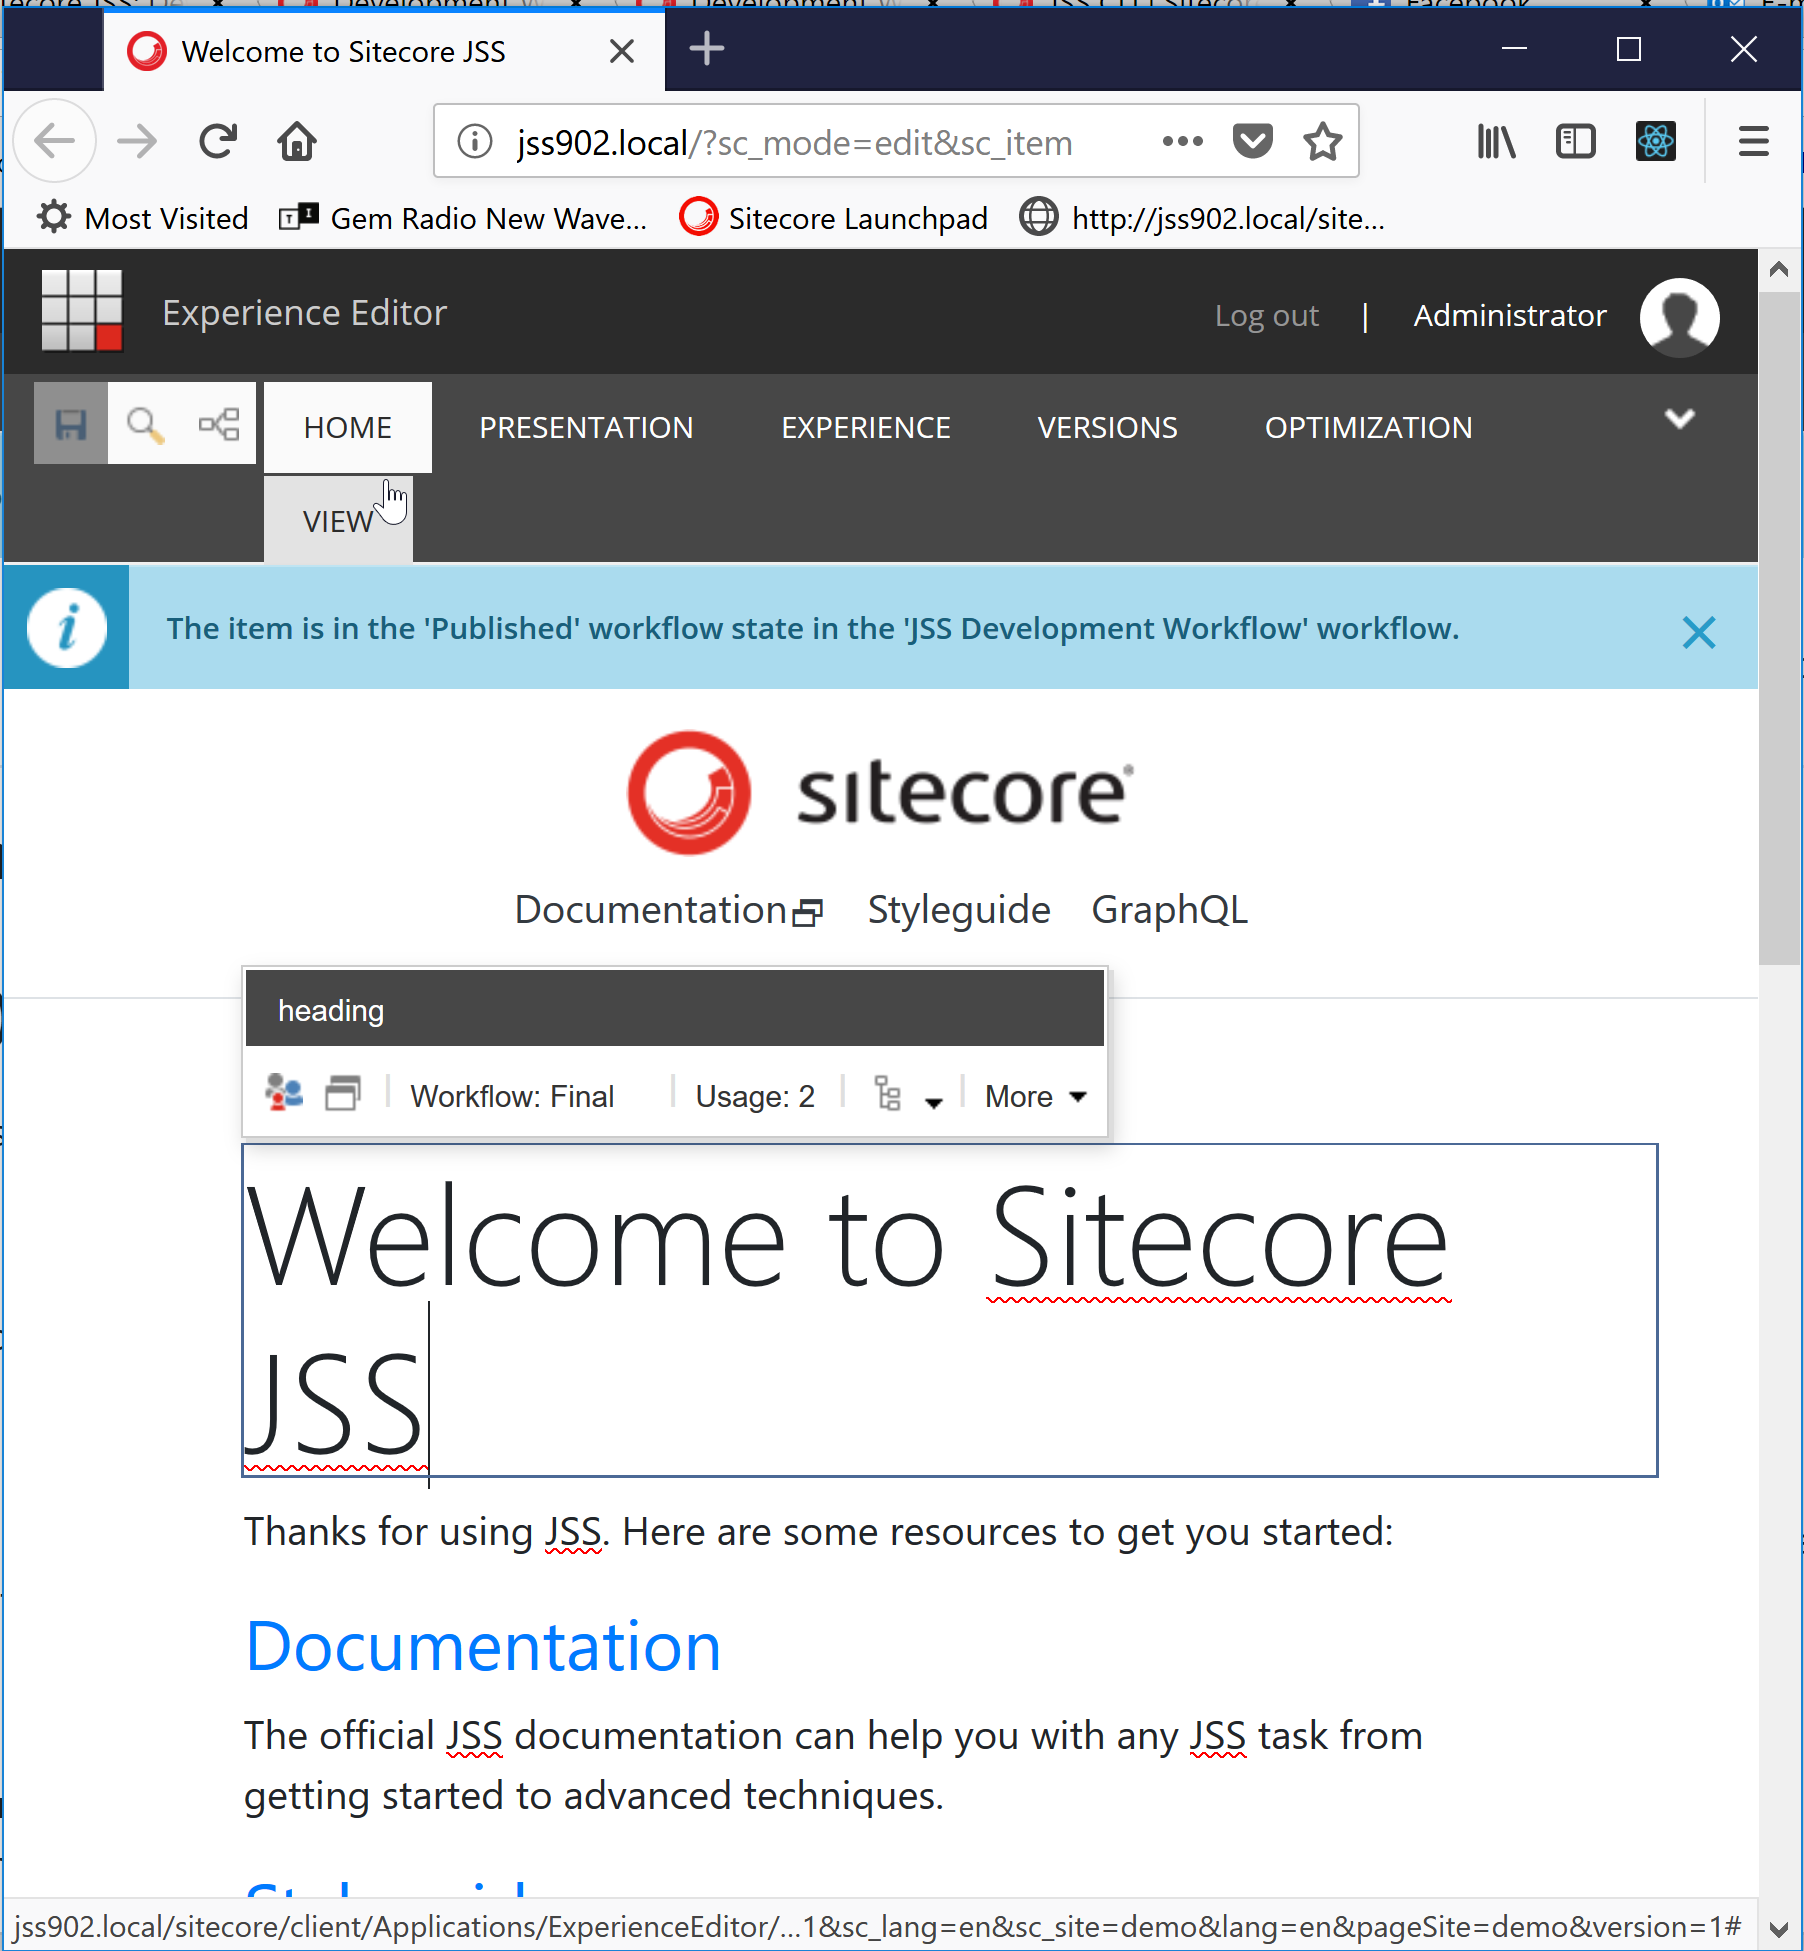 Welcome to Sitecore JSS
jss902.local/?sc_mode=edit&sc_item
Most Visited
Gem Radio New Wave...
Sitecore Launchpad
http://jss902.local/site...
Experience Editor
Log out | Administrator
HOME PRESENTATION EXPERIENCE VERSIONS OPTIMIZATION
VIEW
The item is in the 'Published' workflow state in the 'JSS Development Workflow' workflow.
sitecore
Documentation Styleguide GraphQL
heading
Workflow: Final Usage: 2 More
Welcome to Sitecore
JSS
Thanks for using JSS. Here are some resources to get you started:
Documentation
The official JSS documentation can help you with any JSS task from
getting started to advanced techniques.
jss902.local/sitecore/client/Applications/ExperienceEditor/...1&sc_lang=en&sc_site=demo&lang=en&pageSite=demo&version=1#